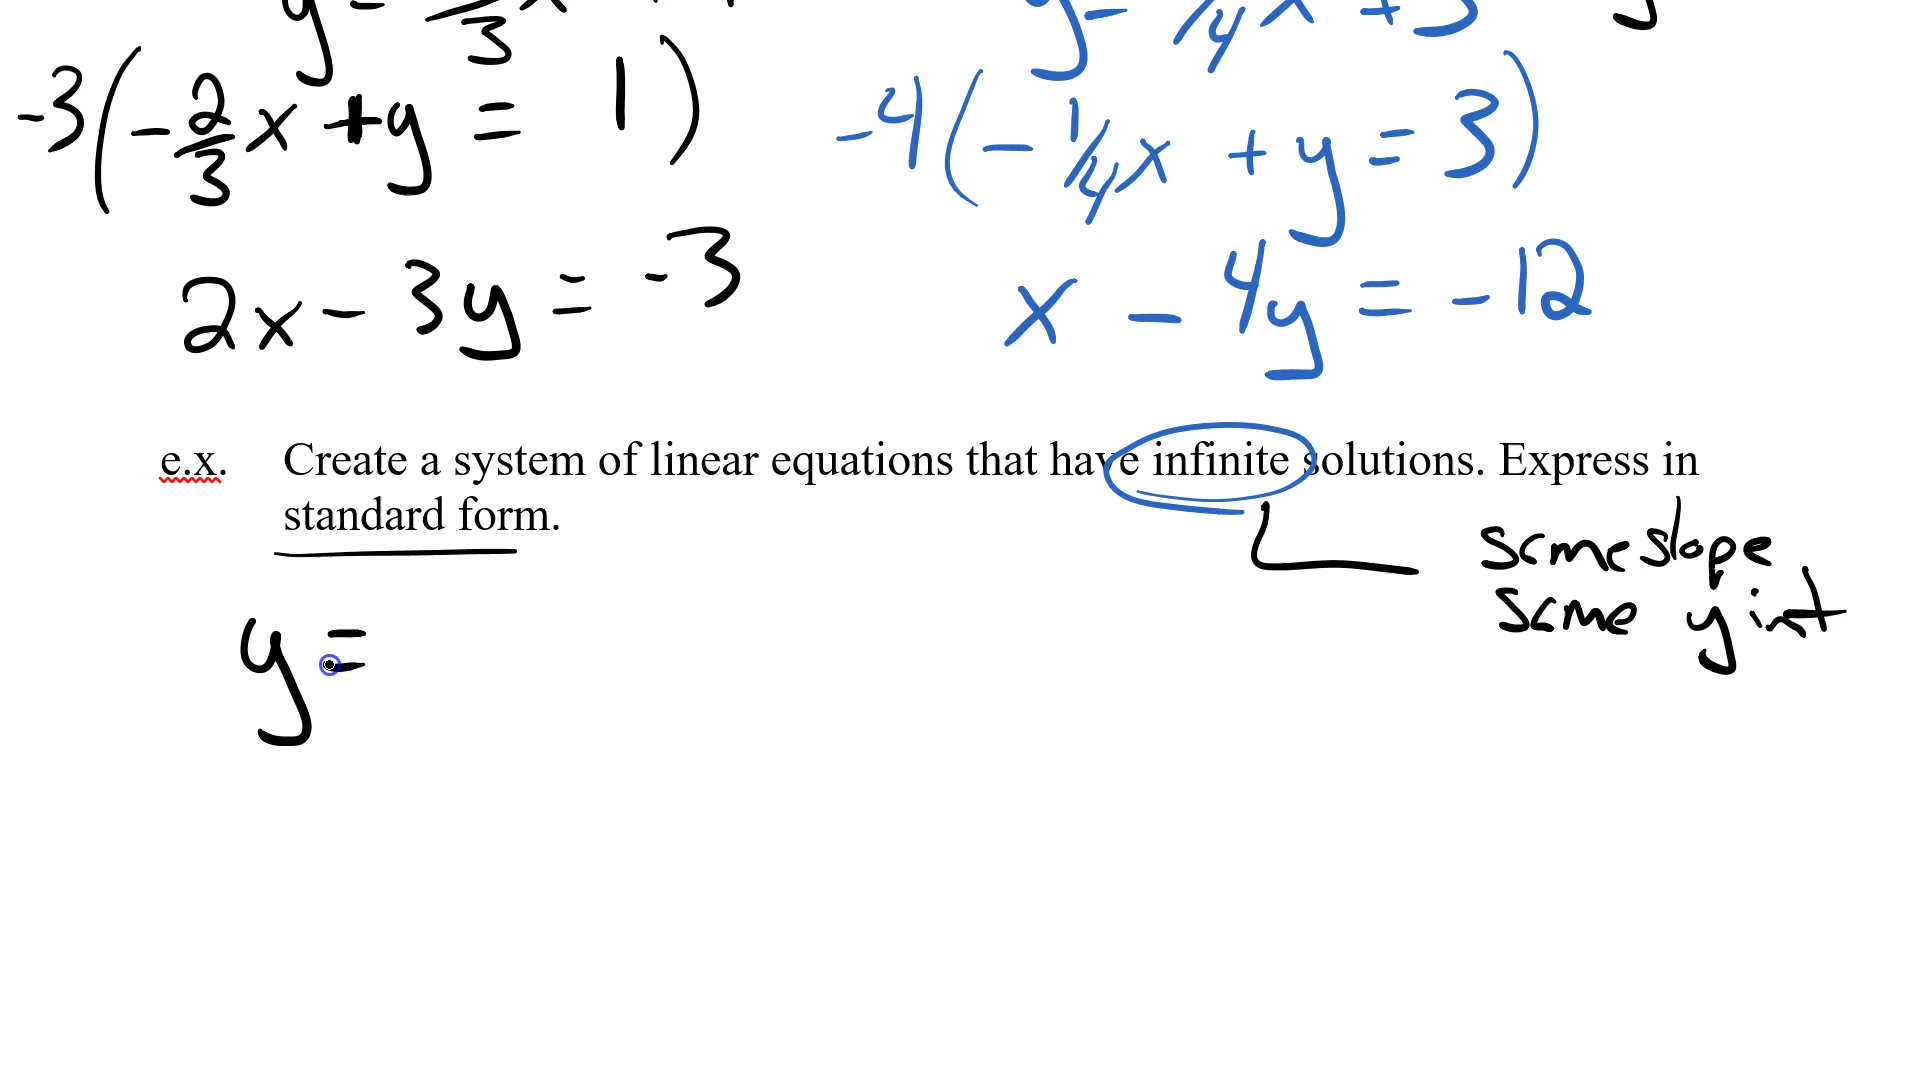 -3(-2/3x + y = 1)
-4(-1/4x + y = 3)
2x - 3y = -3
x - 4y = -12
e.x. Create a system of linear equations that have infinite solutions. Express in
standard form.
same slope
same y int
y =